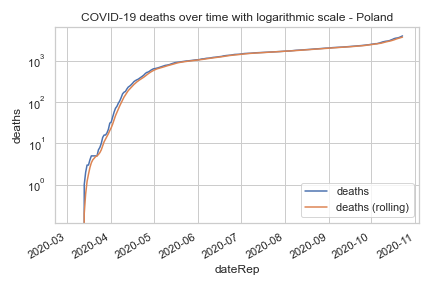 COVID-19 deaths over time with logarithmic scale - Poland
deaths
10³
10²
10¹
10⁰
deaths
deaths (rolling)
2020-03
2020-04
2020-05
2020-06
2020-07
2020-08
2020-09
2020-10
2020-11
dateRep